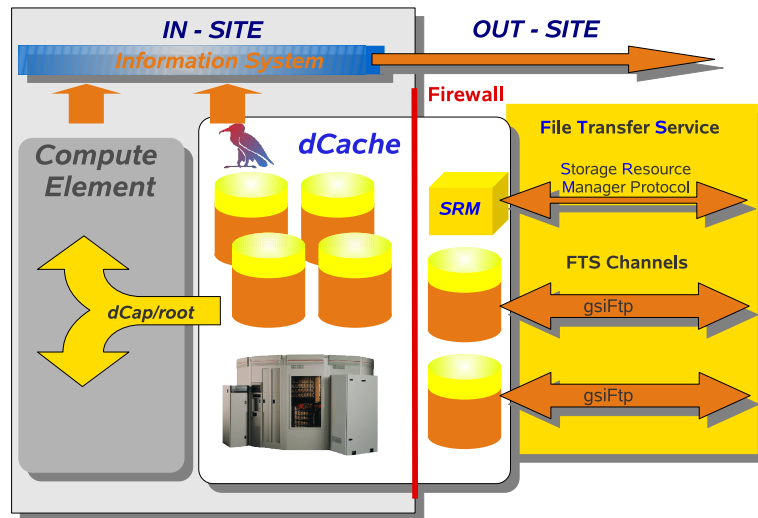 IN - SITE
OUT - SITE
Information System
Firewall
Compute
Element
dCache
File Transfer Service
Storage Resource
Manager Protocol
SRM
FTS Channels
dCap/root
gsiFtp
gsiFtp